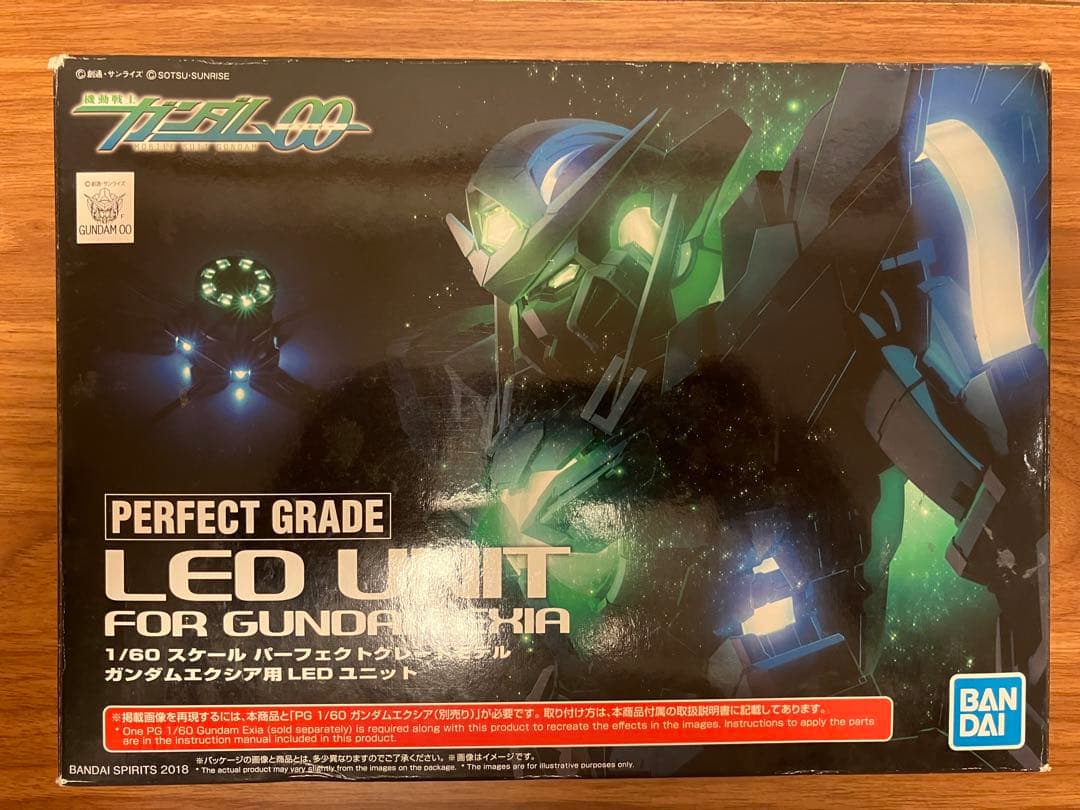 ©創通・サンライズ ©SOTSU・SUNRISE
機動戦士
ガンダム00
MOBILE SUIT GUNDAM
©創通・サンライズ
F
GUNDAM 00
PERFECT GRADE
LED UNIT
FOR GUNDAM EXIA
1/60 スケール パーフェクトグレードモデル
ガンダムエクシア用 LED ユニット
※掲載画像を再現するには、本商品と「PG 1/60 ガンダムエクシア(別売り)」が必要です。取り付け方は、本商品付属の取扱説明書に記載してあります。
* One PG 1/60 Gundam Exia (sold separately) is required along with this product to recreate the effects in the images. Instructions to apply the parts
are in the instruction manual included in this product.
BAN
DAI
※パッケージの画像と商品とは、多少異なりますのでご了承ください。※画像はイメージです。
BANDAI SPIRITS 2018 * The actual product may vary slightly from the images on the package. * The images are for illustrative purposes only.